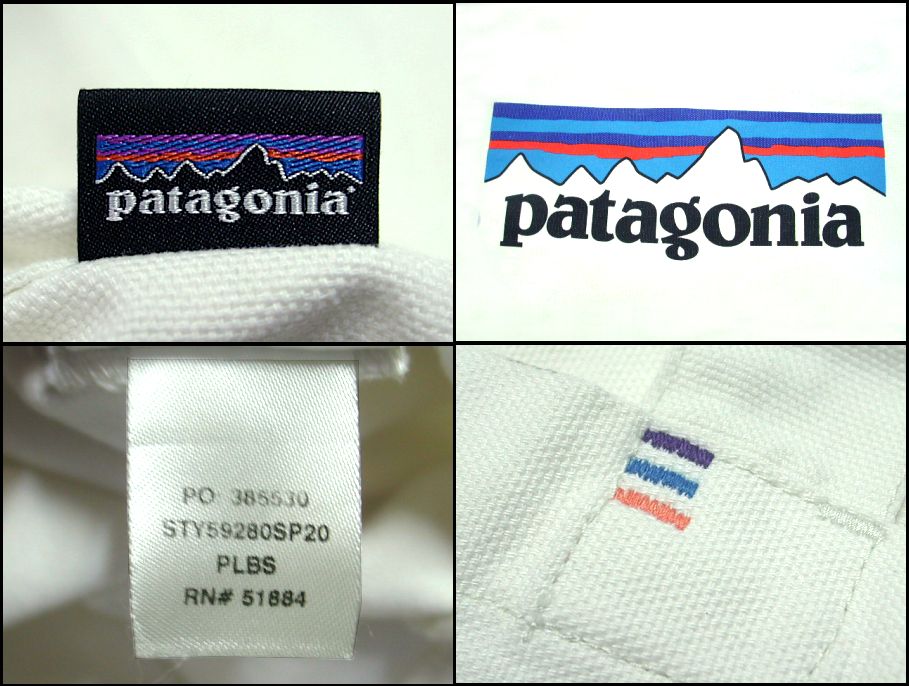 patagonia®
patagonia
PO 385530
STY59280SP20
PLBS
RN# 51884